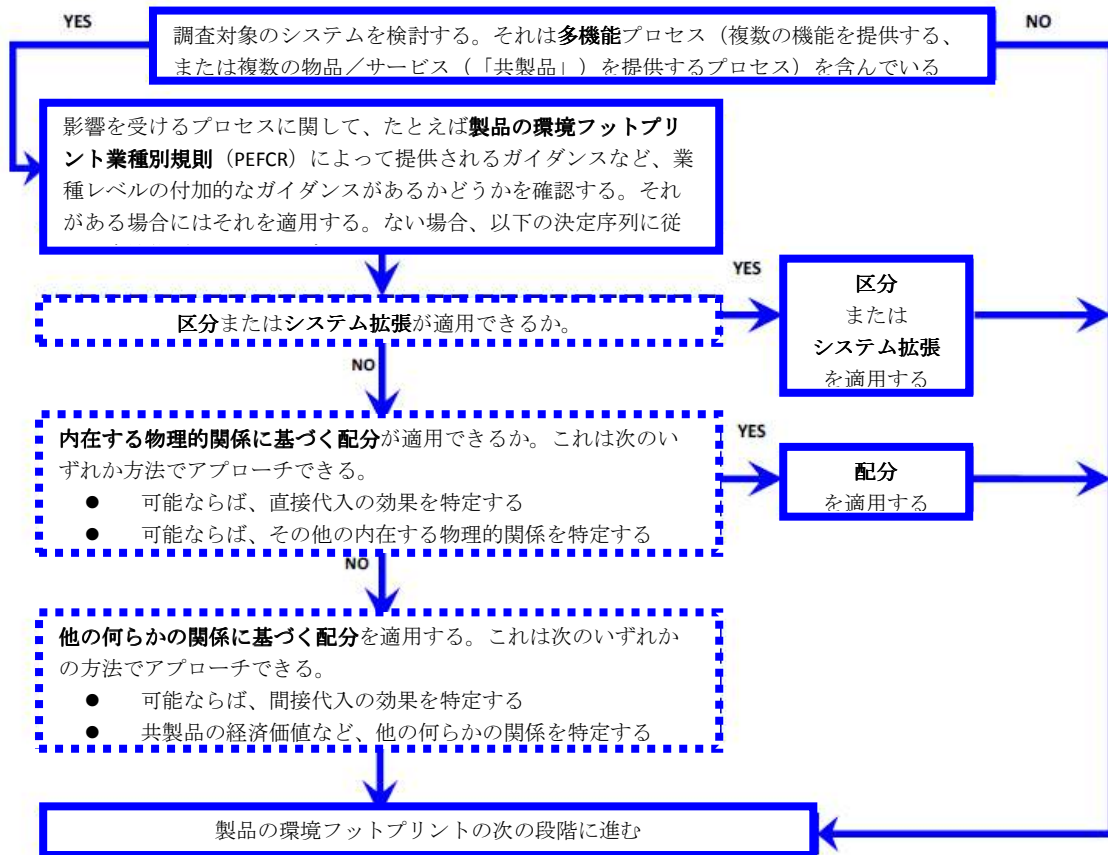 YES
NO
調査対象のシステムを検討する。それは多機能プロセス（複数の機能を提供する、
または複数の物品／サービス（「共製品」）を提供するプロセス）を含んでいる
影響を受けるプロセスに関して、たとえば製品の環境フットプリ
ント業種別規則（PEFCR）によって提供されるガイダンスなど、業
種レベルの付加的なガイダンスがあるかどうかを確認する。それ
がある場合にはそれを適用する。ない場合、以下の決定序列に従
区分またはシステム拡張が適用できるか。
YES
区分
または
システム拡張
を適用する
NO
内在する物理的関係に基づく配分が適用できるか。これは次のい
ずれか方法でアプローチできる。
● 可能ならば、直接代入の効果を特定する
● 可能ならば、その他の内在する物理的関係を特定する
YES
配分
を適用する
NO
他の何らかの関係に基づく配分を適用する。これは次のいずれか
の方法でアプローチできる。
● 可能ならば、間接代入の効果を特定する
● 共製品の経済価値など、他の何らかの関係を特定する
製品の環境フットプリントの次の段階に進む